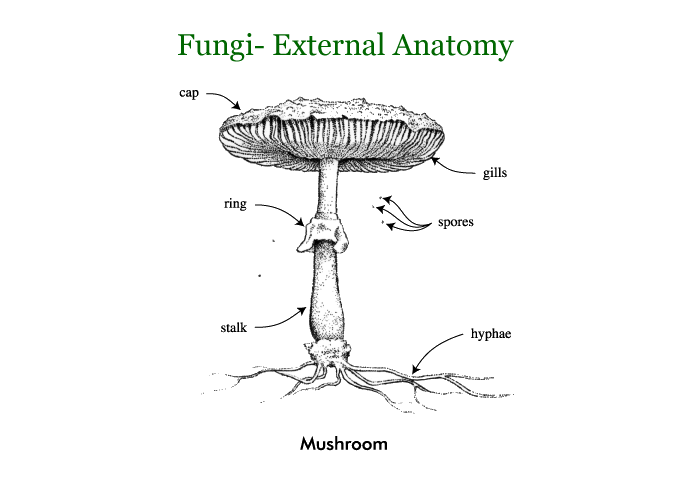 Fungi- External Anatomy
cap
gills
ring
spores
stalk
hyphae
Mushroom